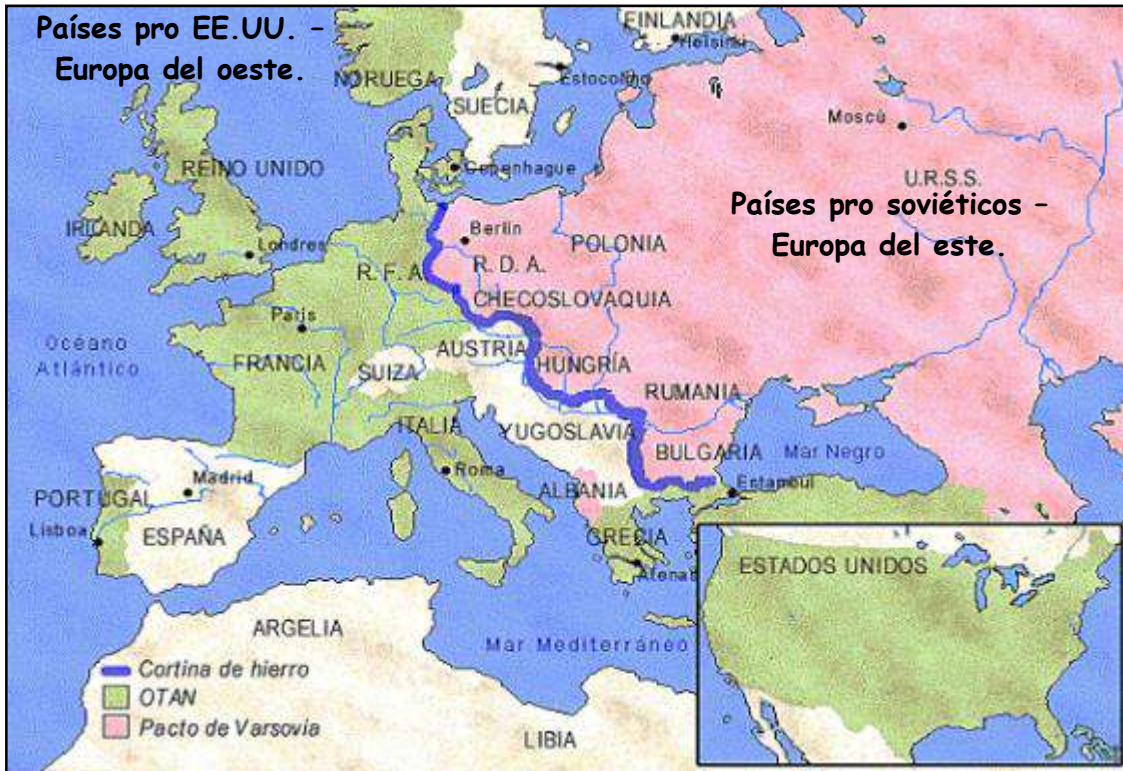 Países pro EE.UU. –
Europa del oeste.
FINLANDIA
Helsinki
NORUEGA
Estocolmo
SUECIA
Moscú
REINO UNIDO
Copenhague
U.R.S.S.
Países pro soviéticos –
Europa del este.
IRLANDA
Londres
Berlín
POLONIA
R. F. A.
R. D. A.
CHECOSLOVAQUIA
París
Océano
Atlántico
FRANCIA
SUIZA
AUSTRIA
HUNGRÍA
RUMANIA
ITALIA
YUGOSLAVIA
BULGARIA
Mar Negro
Roma
Madrid
PORTUGAL
ALBANIA
Estambul
Lisboa
ESPAÑA
GRECIA
Atenas
ESTADOS UNIDOS
ARGELIA
Mar Mediterráneo
Cortina de hierro
OTAN
Pacto de Varsovia
LIBIA